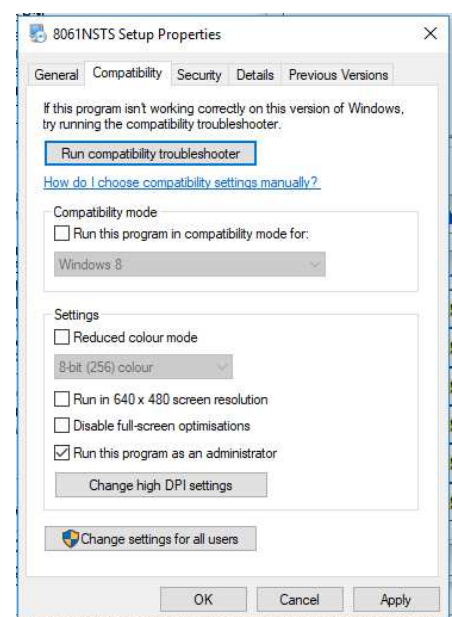 8061NSTS Setup Properties
General Compatibility Security Details Previous Versions
If this program isn't working correctly on this version of Windows,
try running the compatibility troubleshooter.
Run compatibility troubleshooter
How do I choose compatibility settings manually?
Compatibility mode
Run this program in compatibility mode for:
Windows 8
Settings
Reduced colour mode
8-bit (256) colour
Run in 640 x 480 screen resolution
Disable full-screen optimisations
Run this program as an administrator
Change high DPI settings
Change settings for all users
OK Cancel Apply